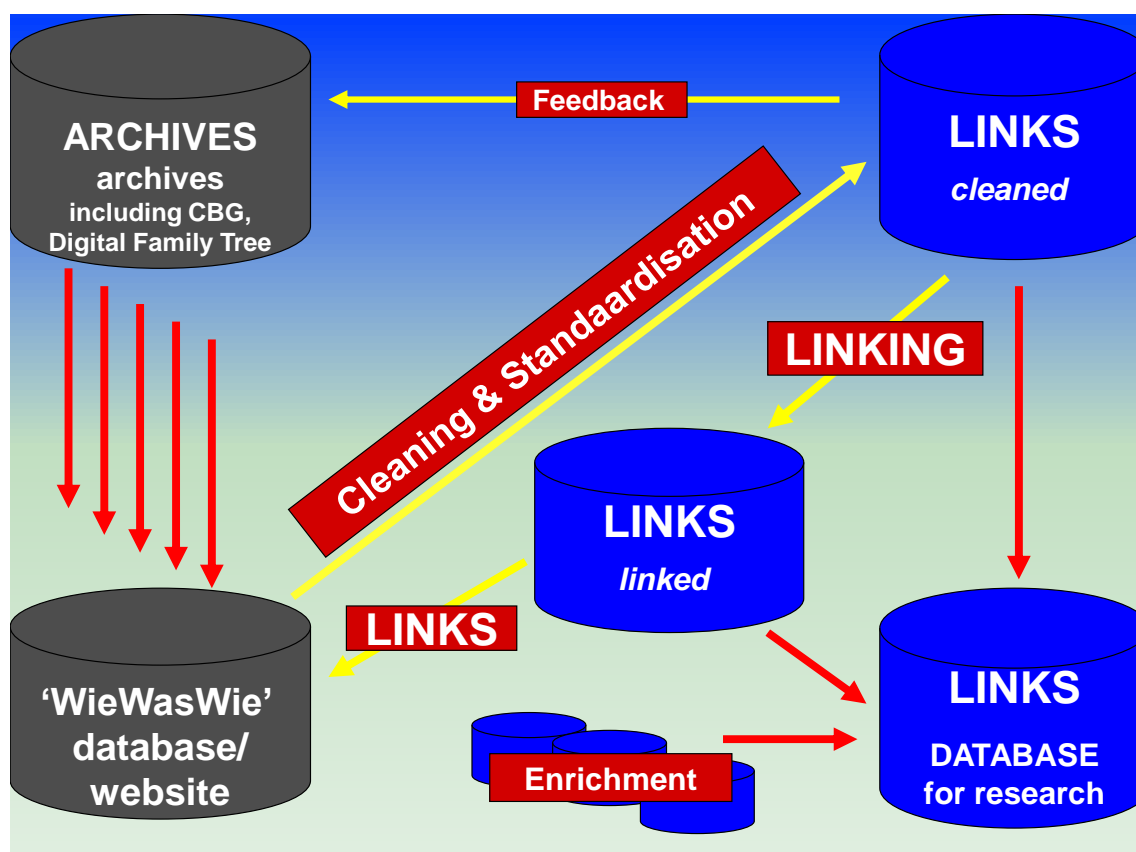 ARCHIVES
archives
including CBG,
Digital Family Tree
Feedback
LINKS
cleaned
Cleaning & Standaardisation
LINKING
LINKS
linked
LINKS
‘WieWasWie’
database/
website
Enrichment
LINKS
DATABASE
for research